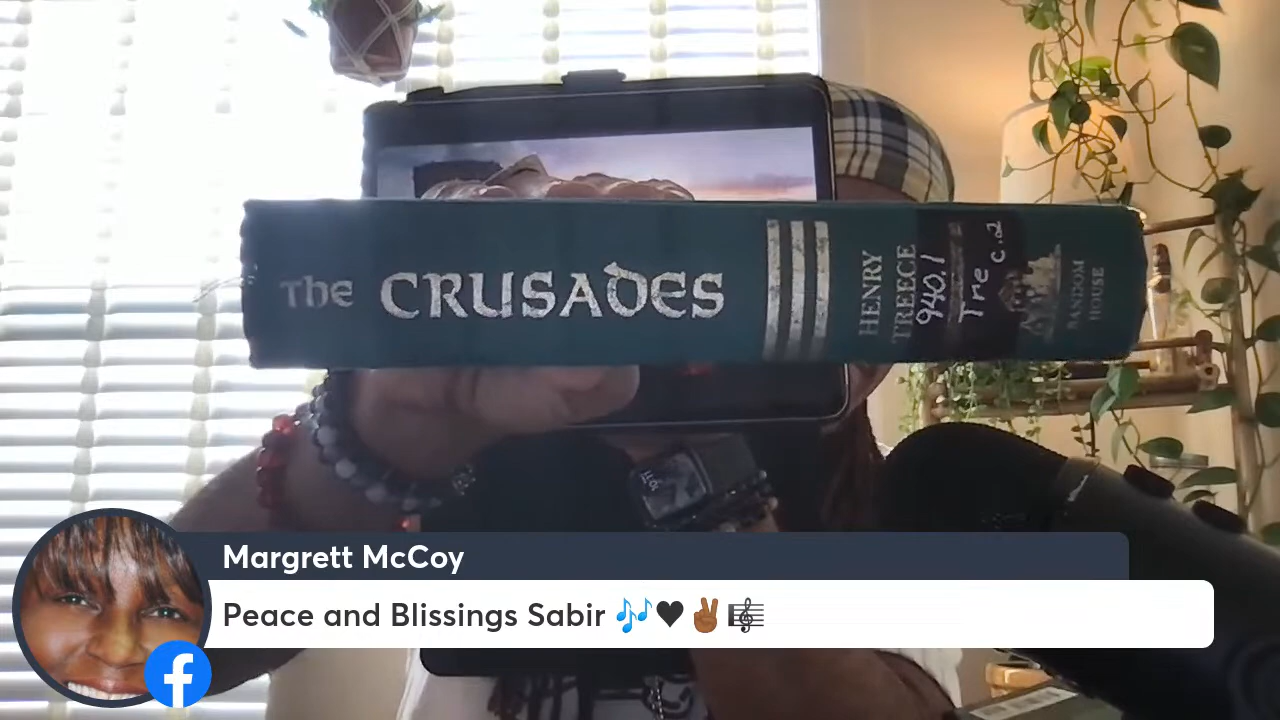 The CRUSADES
HENRY
TREECE
940.1
Tre
c.2
RANDOM
HOUSE
Margrett McCoy
Peace and Blissings Sabir 🎶🖤✌🏾🎼